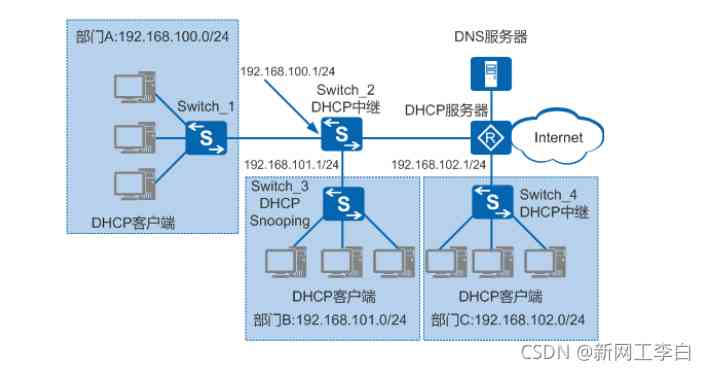 部门A:192.168.100.0/24
DNS服务器
192.168.100.1/24
Switch_2
DHCP中继
Switch_1
S
S
DHCP服务器
R
Internet
192.168.101.1/24
192.168.102.1/24
DHCP客户端
Switch_3
DHCP
Snooping
S
S
Switch_4
DHCP中继
DHCP客户端
部门B:192.168.101.0/24
DHCP客户端
部门C:192.168.102.0/24
CSDN @新网工李白